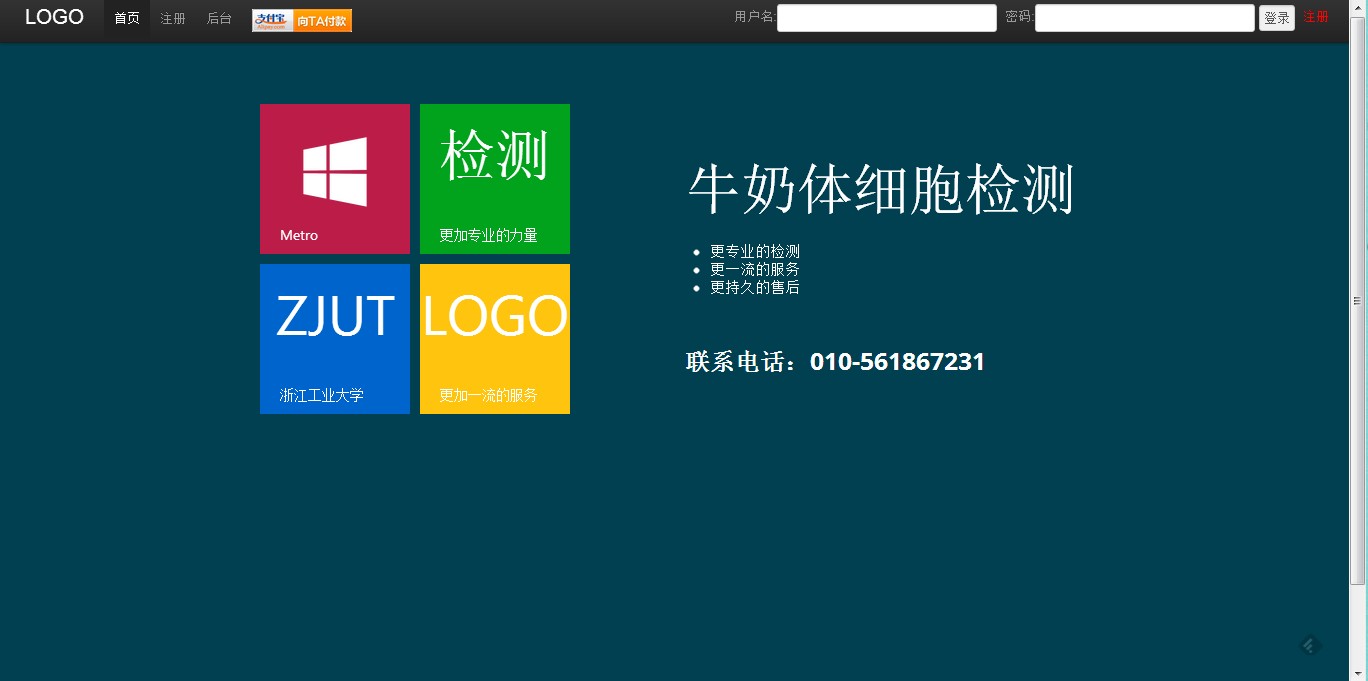 LOGO 首页 注册 后台 支付宝 向TA付款 用户名: 密码: 登录 注册
Metro
检测
更加专业的力量
ZJUT
浙江工业大学
LOGO
更加一流的服务
牛奶体细胞检测
更专业的检测
更一流的服务
更持久的售后
联系电话：010-561867231